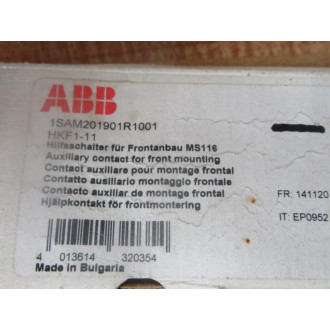 ABB
1SAM201901R1001
HKF1-11
Hilfsschalter für Frontanbau MS116
Auxiliary contact for front mounting
Contact auxiliare pour montage frontal
Contatto ausiliario montaggio frontale
Contacto auxiliar de montage frontal
Hjälpkontakt för frontmontering
FR: 141120
IT: EP0952
4 013614 320354
Made in Bulgaria